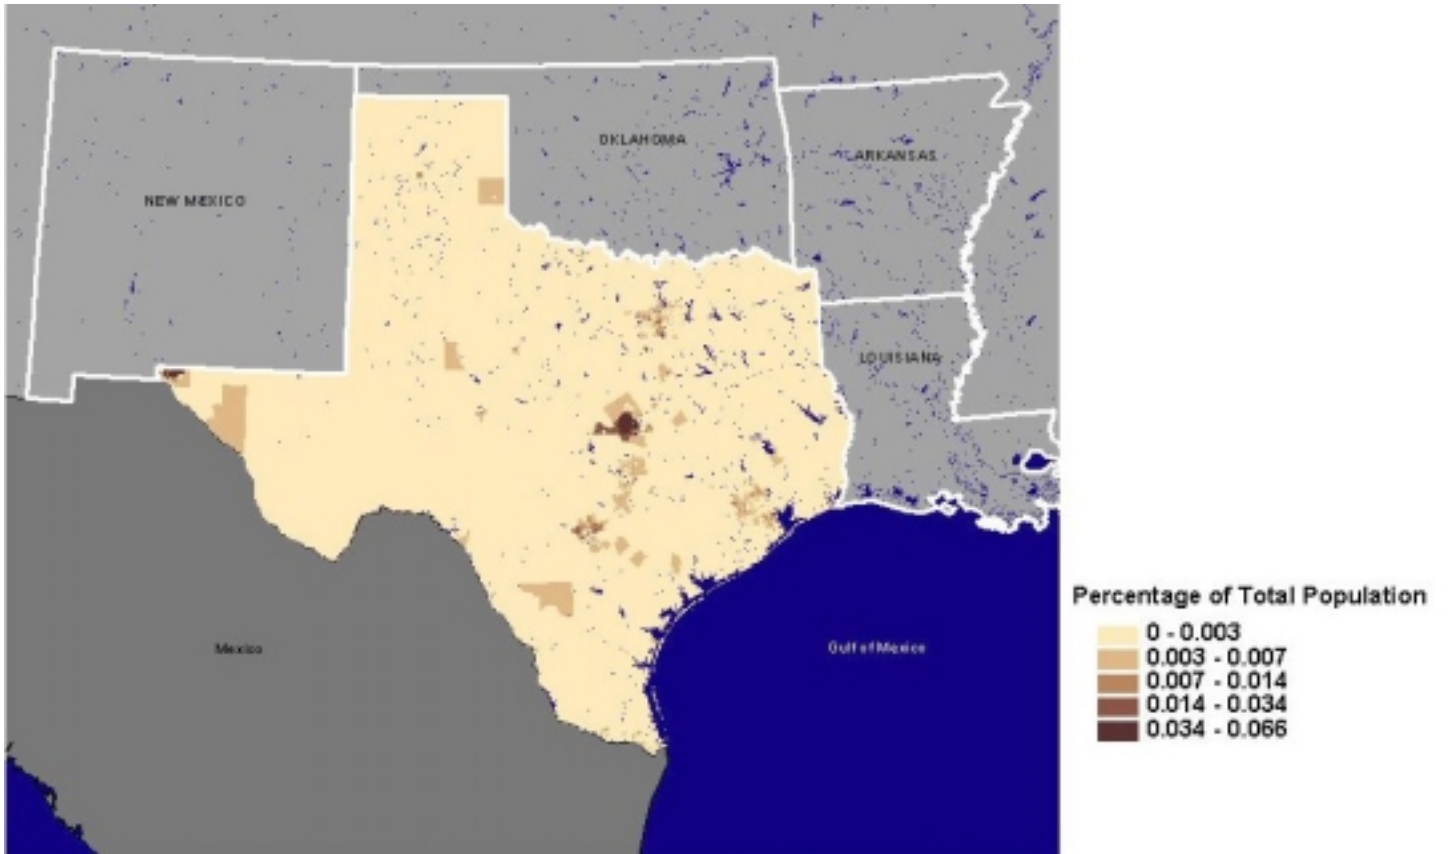 OKLAHOMA
ARKANSAS
NEW MEXICO
LOUISIANA
Percentage of Total Population
0 - 0.003
0.003 - 0.007
0.007 - 0.014
0.014 - 0.034
0.034 - 0.066
Mexico
Gulf of Mexico